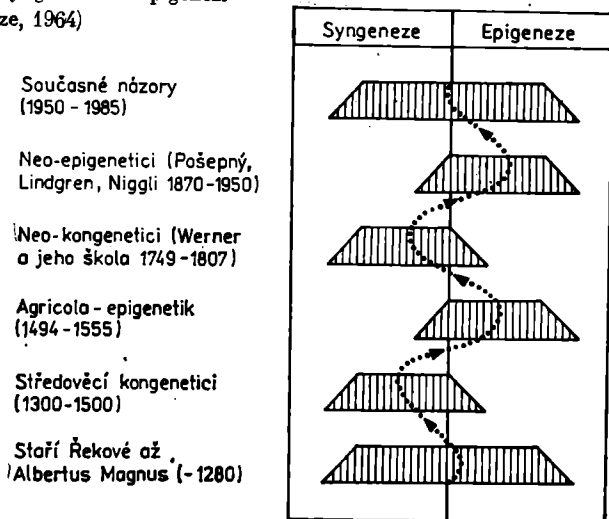 ze, 1964)
Syngeneze
Epigeneze
Současné názory
(1950 - 1985)
Neo-epigenetici (Pošepný,
Lindgren, Niggli 1870-1950)
Neo-kongenetici (Werner
a jeho škola 1749-1807)
Agricola - epigenetik
(1494 - 1555)
Středověcí kongenetici
(1300-1500)
Staří Řekové až
Albertus Magnus (-1280)